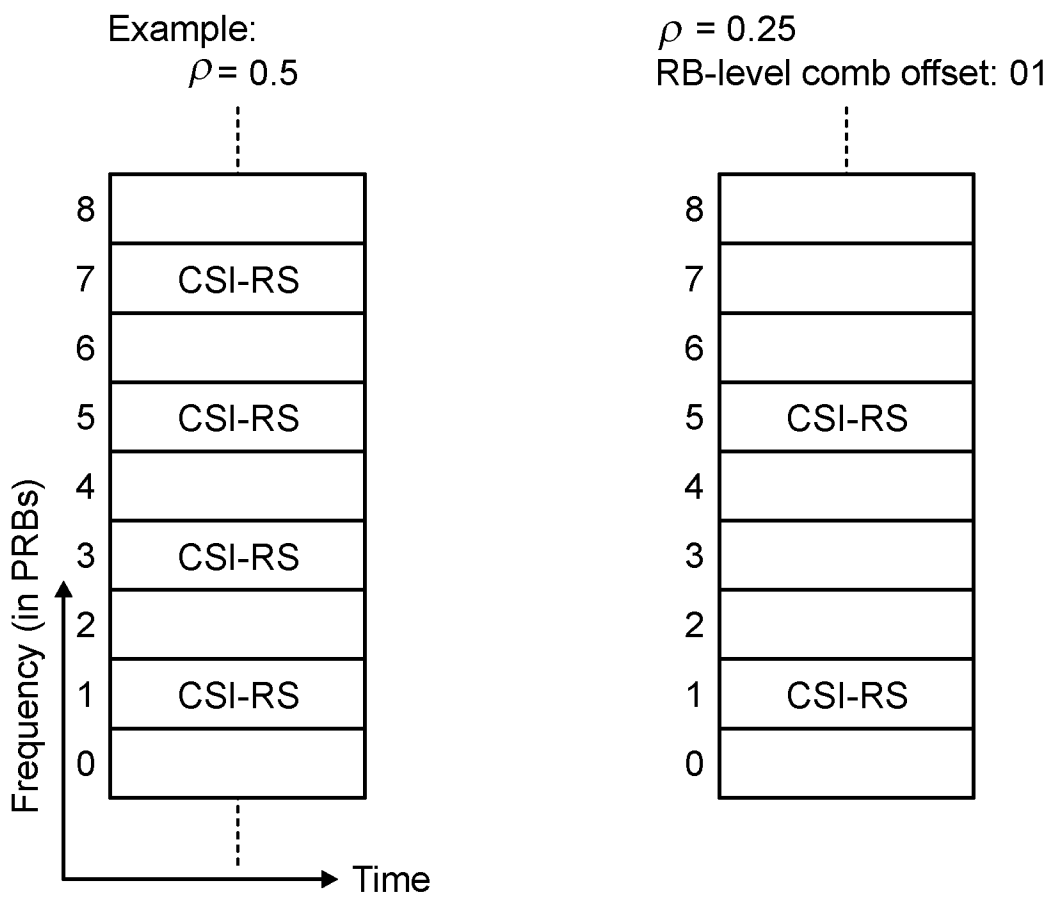 Example:
ρ = 0.5
8
7 CSI-RS
6
5 CSI-RS
4
3 CSI-RS
2
1 CSI-RS
0
Frequency (in PRBs)
Time
ρ = 0.25
RB-level comb offset: 01
8
7
6
5 CSI-RS
4
3
2
1 CSI-RS
0